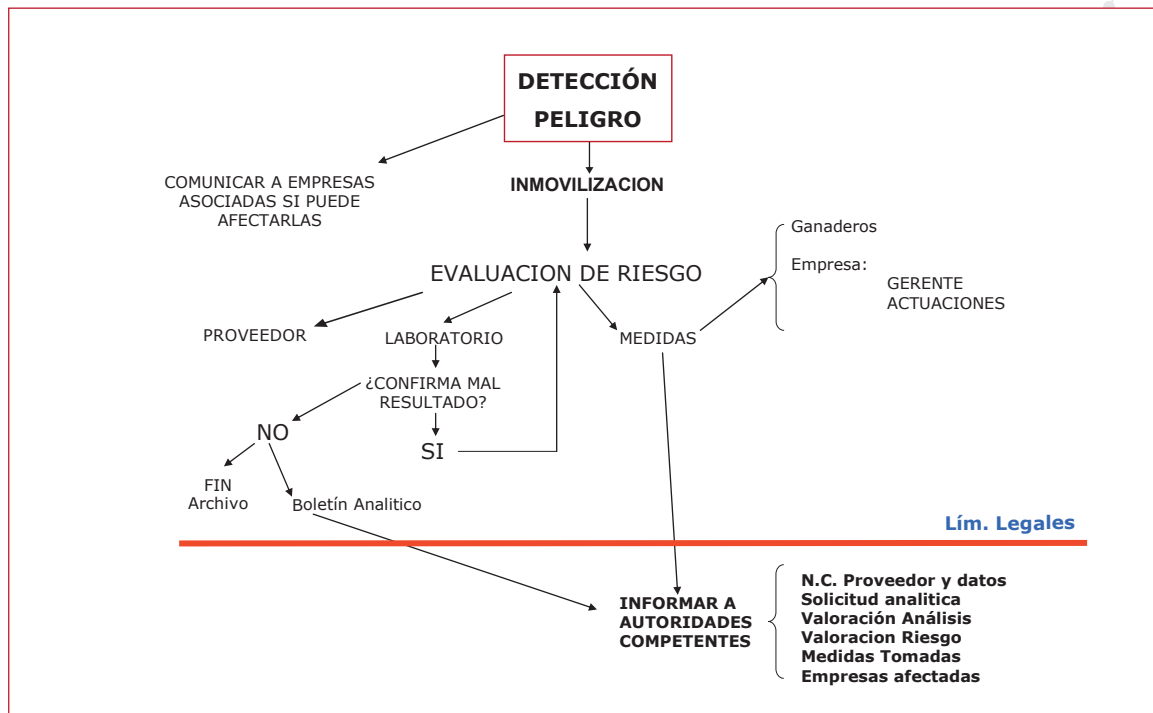 DETECCIÓN
PELIGRO
COMUNICAR A EMPRESAS
ASOCIADAS SI PUEDE
AFECTARLAS
INMOVILIZACION
Ganaderos
Empresa:
GERENTE
ACTUACIONES
EVALUACION DE RIESGO
PROVEEDOR
LABORATORIO
MEDIDAS
¿CONFIRMA MAL
RESULTADO?
NO
SI
FIN
Archivo
Boletín Analitico
Lím. Legales
INFORMAR A
AUTORIDADES
COMPETENTES
N.C. Proveedor y datos
Solicitud analitica
Valoración Análisis
Valoracion Riesgo
Medidas Tomadas
Empresas afectadas